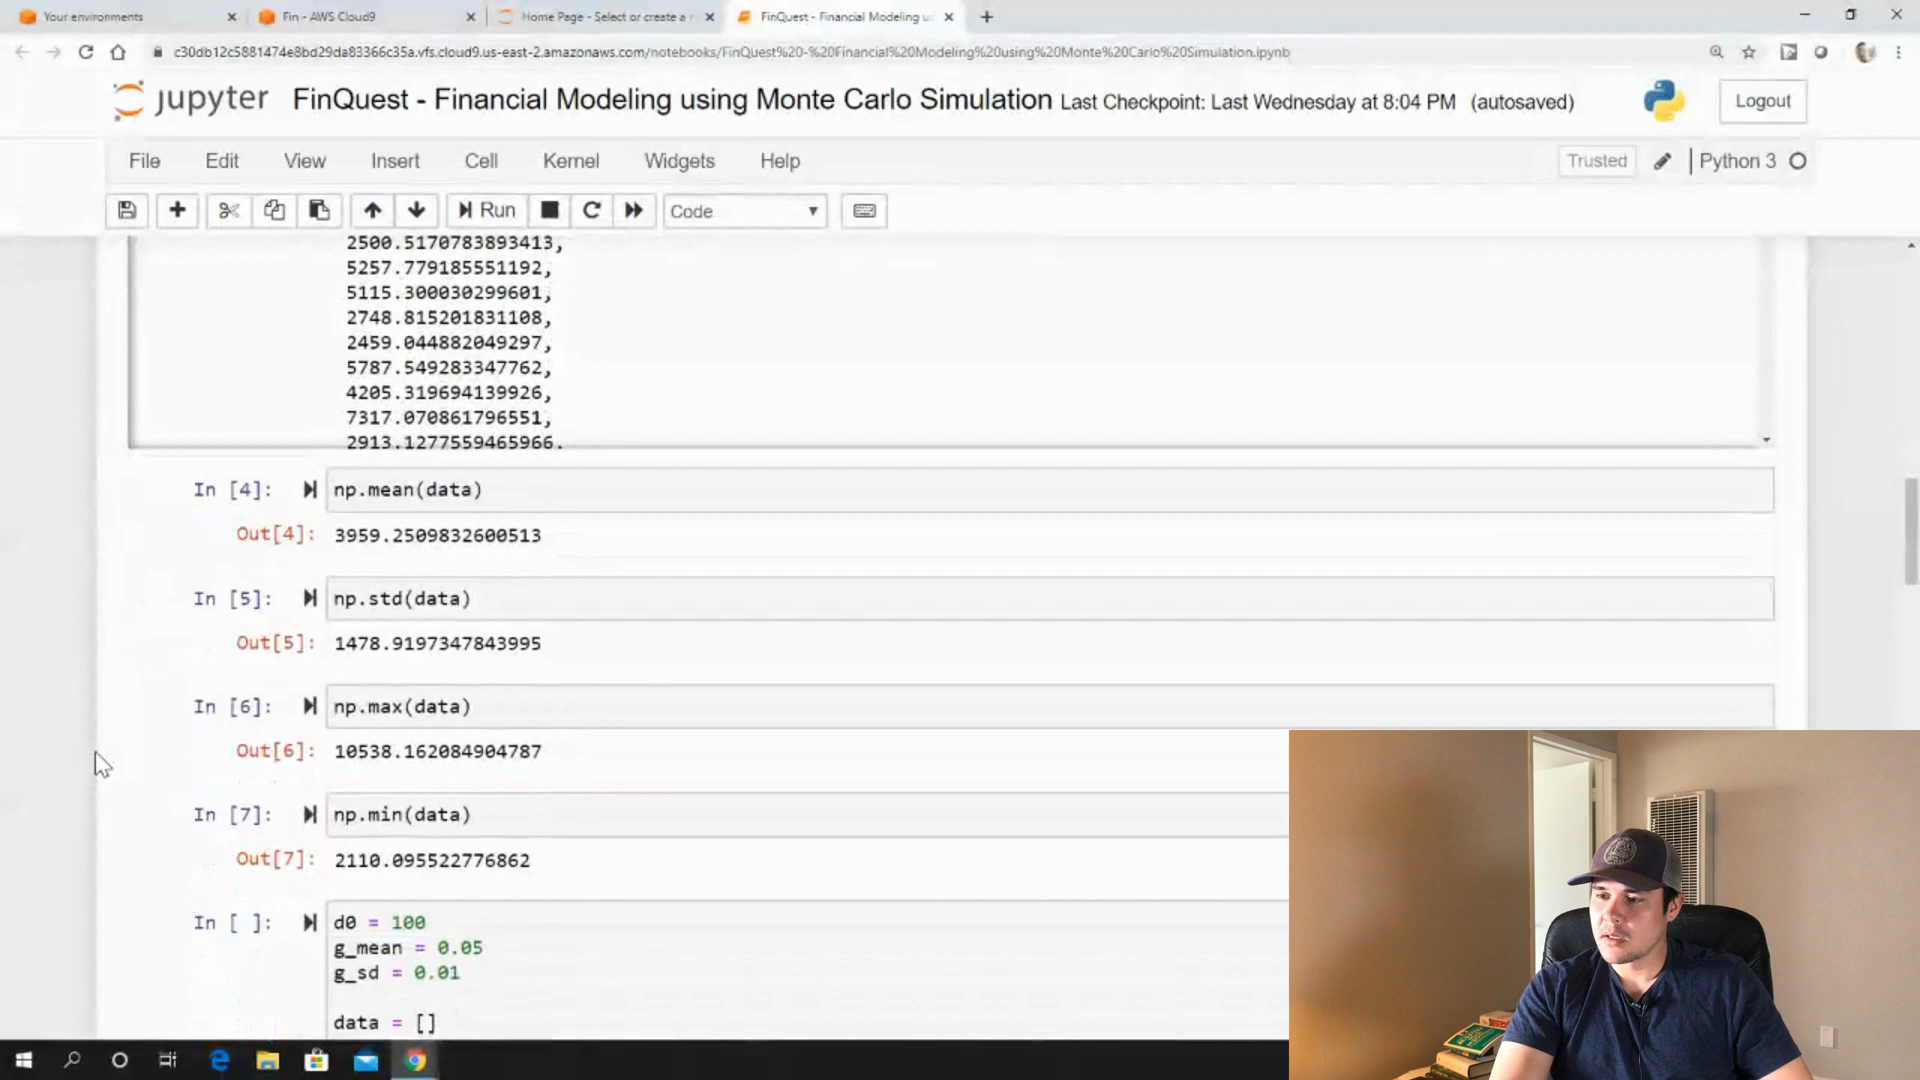 Your environments
Fin - AWS Cloud9
Home Page - Select or create a
FinQuest - Financial Modeling u
c30db12c5881474e8bd29da83366c35a.vfs.cloud9.us-east-2.amazonaws.com/notebooks/FinQuest%20-%20Financial%20Modeling%20using%20Monte%20Carlo%20Simulation.ipynb
jupyter FinQuest - Financial Modeling using Monte Carlo Simulation Last Checkpoint: Last Wednesday at 8:04 PM (autosaved)
Logout
File Edit View Insert Cell Kernel Widgets Help
Trusted Python 3
Run
Code
2500.5170783893413,
5257.779185551192,
5115.300030299601,
2748.815201831108,
2459.044882049297,
5787.549283347762,
4205.319694139926,
7317.070861796551,
2913.1277559465966.
In [4]: np.mean(data)
Out[4]: 3959.2509832600513
In [5]: np.std(data)
Out[5]: 1478.9197347843995
In [6]: np.max(data)
Out[6]: 10538.162084904787
In [7]: np.min(data)
Out[7]: 2110.095522776862
In [ ]: d0 = 100
g_mean = 0.05
g_sd = 0.01
data = []